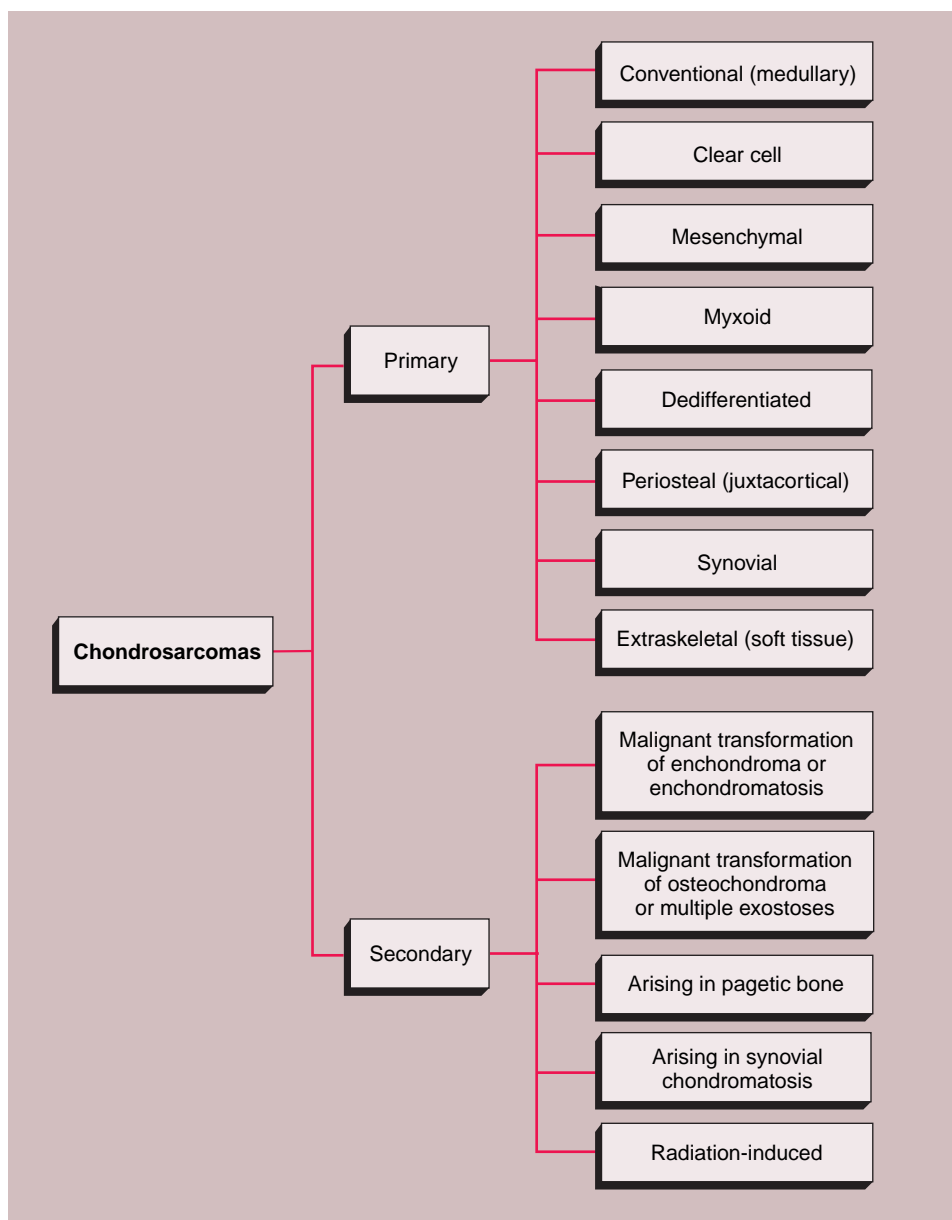 Chondrosarcomas
Primary
Conventional (medullary)
Clear cell
Mesenchymal
Myxoid
Dedifferentiated
Periosteal (juxtacortical)
Synovial
Extraskeletal (soft tissue)
Secondary
Malignant transformation
of enchondroma or
enchondromatosis
Malignant transformation
of osteochondroma
or multiple exostoses
Arising in pagetic bone
Arising in synovial
chondromatosis
Radiation-induced